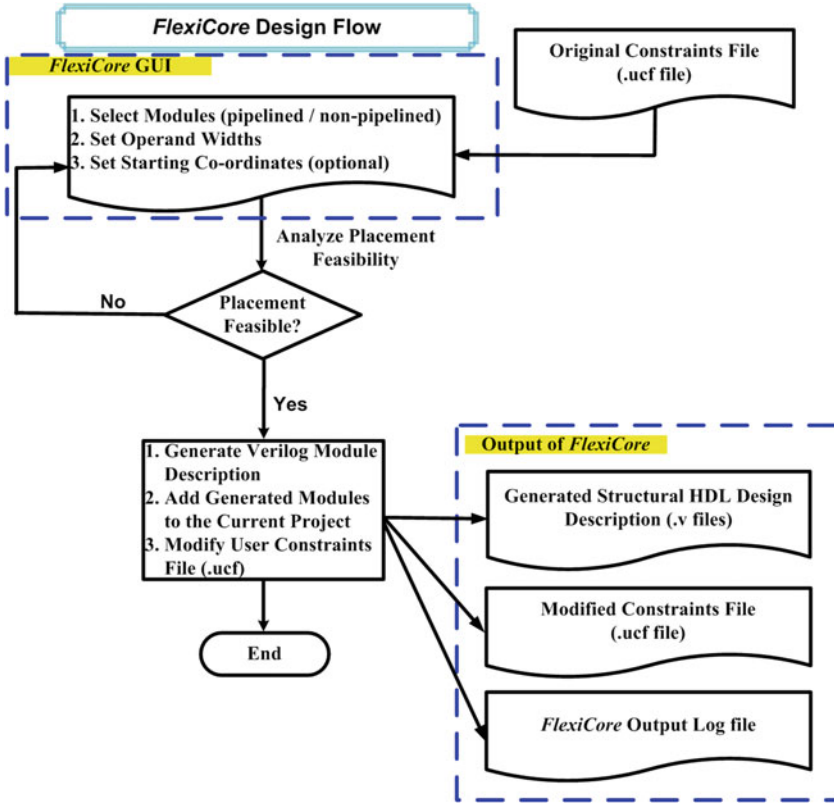 FlexiCore Design Flow
FlexiCore GUI
Original Constraints File
(.ucf file)
1. Select Modules (pipelined / non-pipelined)
2. Set Operand Widths
3. Set Starting Co-ordinates (optional)
Analyze Placement
Feasibility
No
Placement
Feasible?
Yes
1. Generate Verilog Module
Description
2. Add Generated Modules
to the Current Project
3. Modify User Constraints
File (.ucf)
End
Output of FlexiCore
Generated Structural HDL Design
Description (.v files)
Modified Constraints File
(.ucf file)
FlexiCore Output Log file